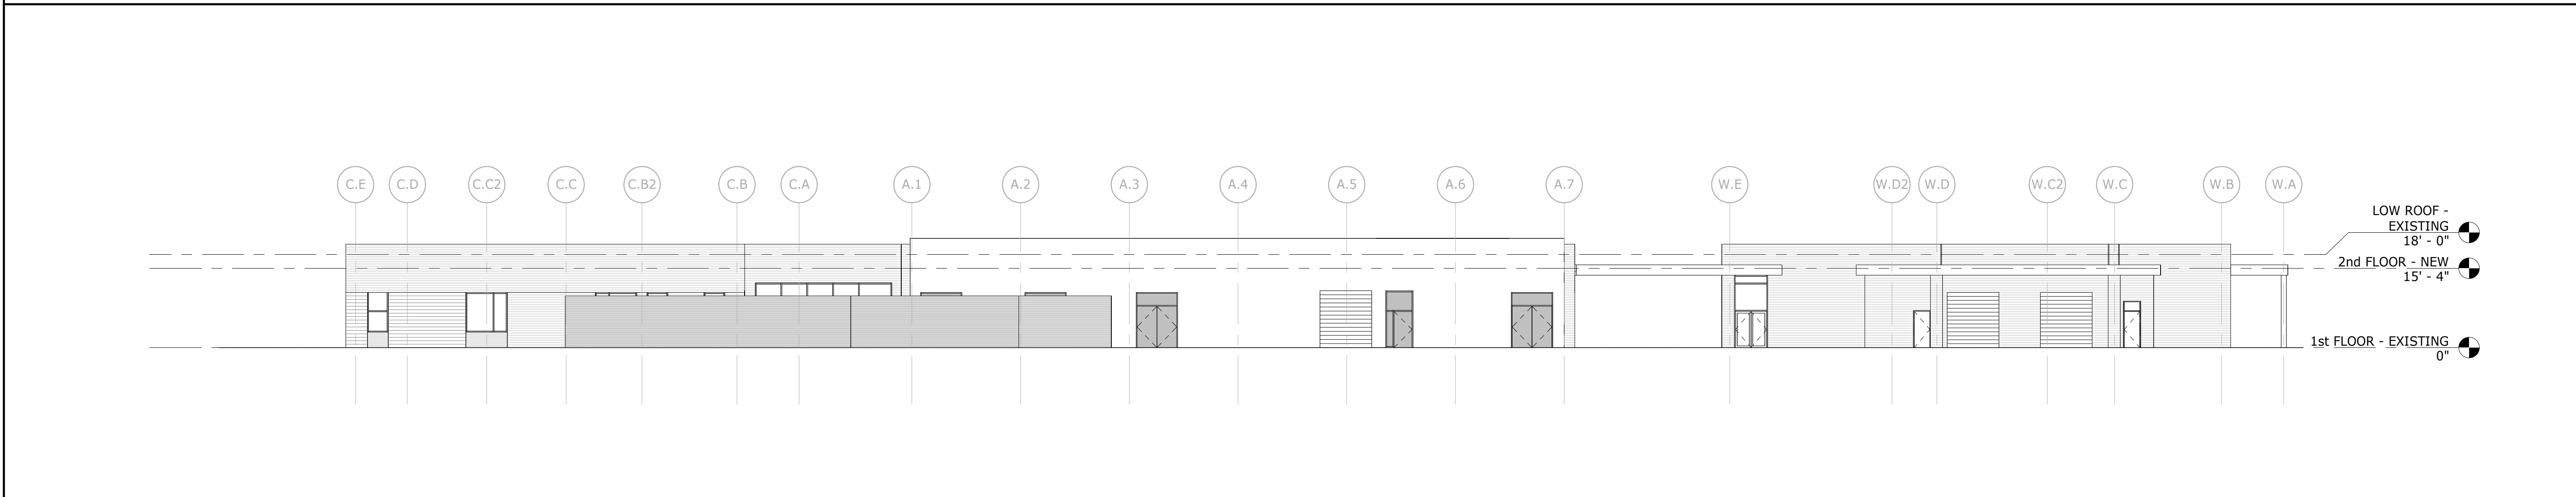 C.E
C.D
C.C2
C.C
C.B2
C.B
C.A
A.1
A.2
A.3
A.4
A.5
A.6
A.7
W.E
W.D2
W.D
W.C2
W.C
W.B
W.A
LOW ROOF -
EXISTING
18' - 0"
2nd FLOOR - NEW
15' - 4"
1st FLOOR - EXISTING
0"